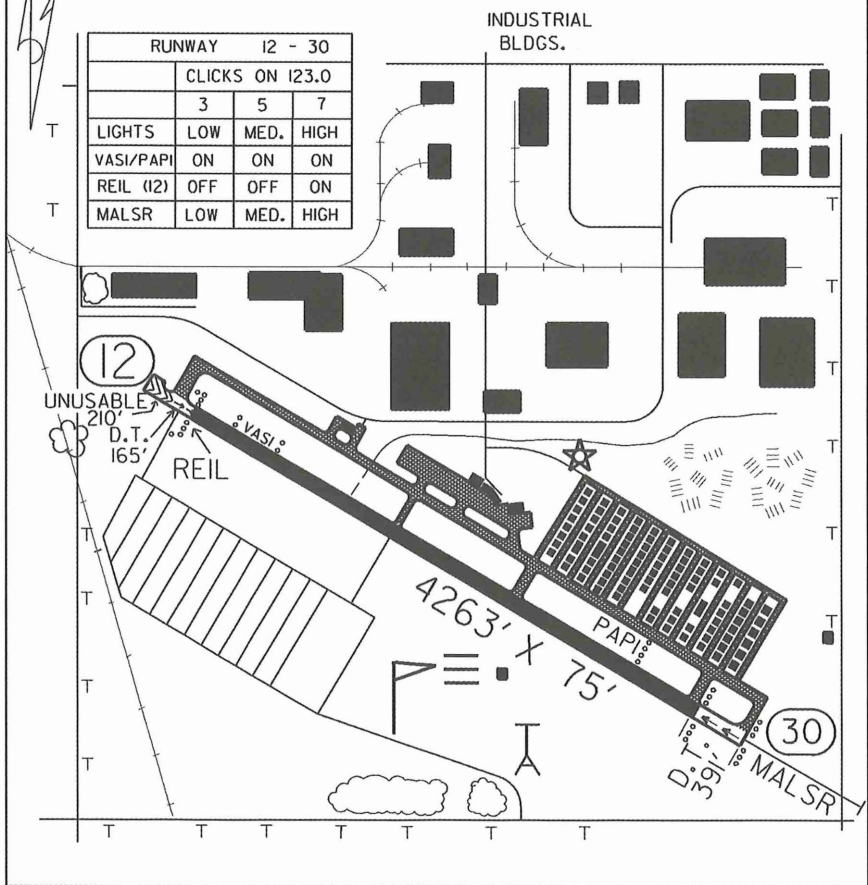 INDUSTRIAL
BLDGS.
RUNWAY 12 - 30
CLICKS ON 123.0
3 5 7
LIGHTS LOW MED. HIGH
VASI/PAPI ON ON ON
REIL (12) OFF OFF ON
MALSR LOW MED. HIGH
T
T
T
T
T
T
12
UNUSABLE
210'
D.T.
165'
REIL
VASI
T
T
T
T
T
4263' X 75'
PAPI
T
T
30
D.T.
391'
MALSR
T
T
T
T
T
T
T